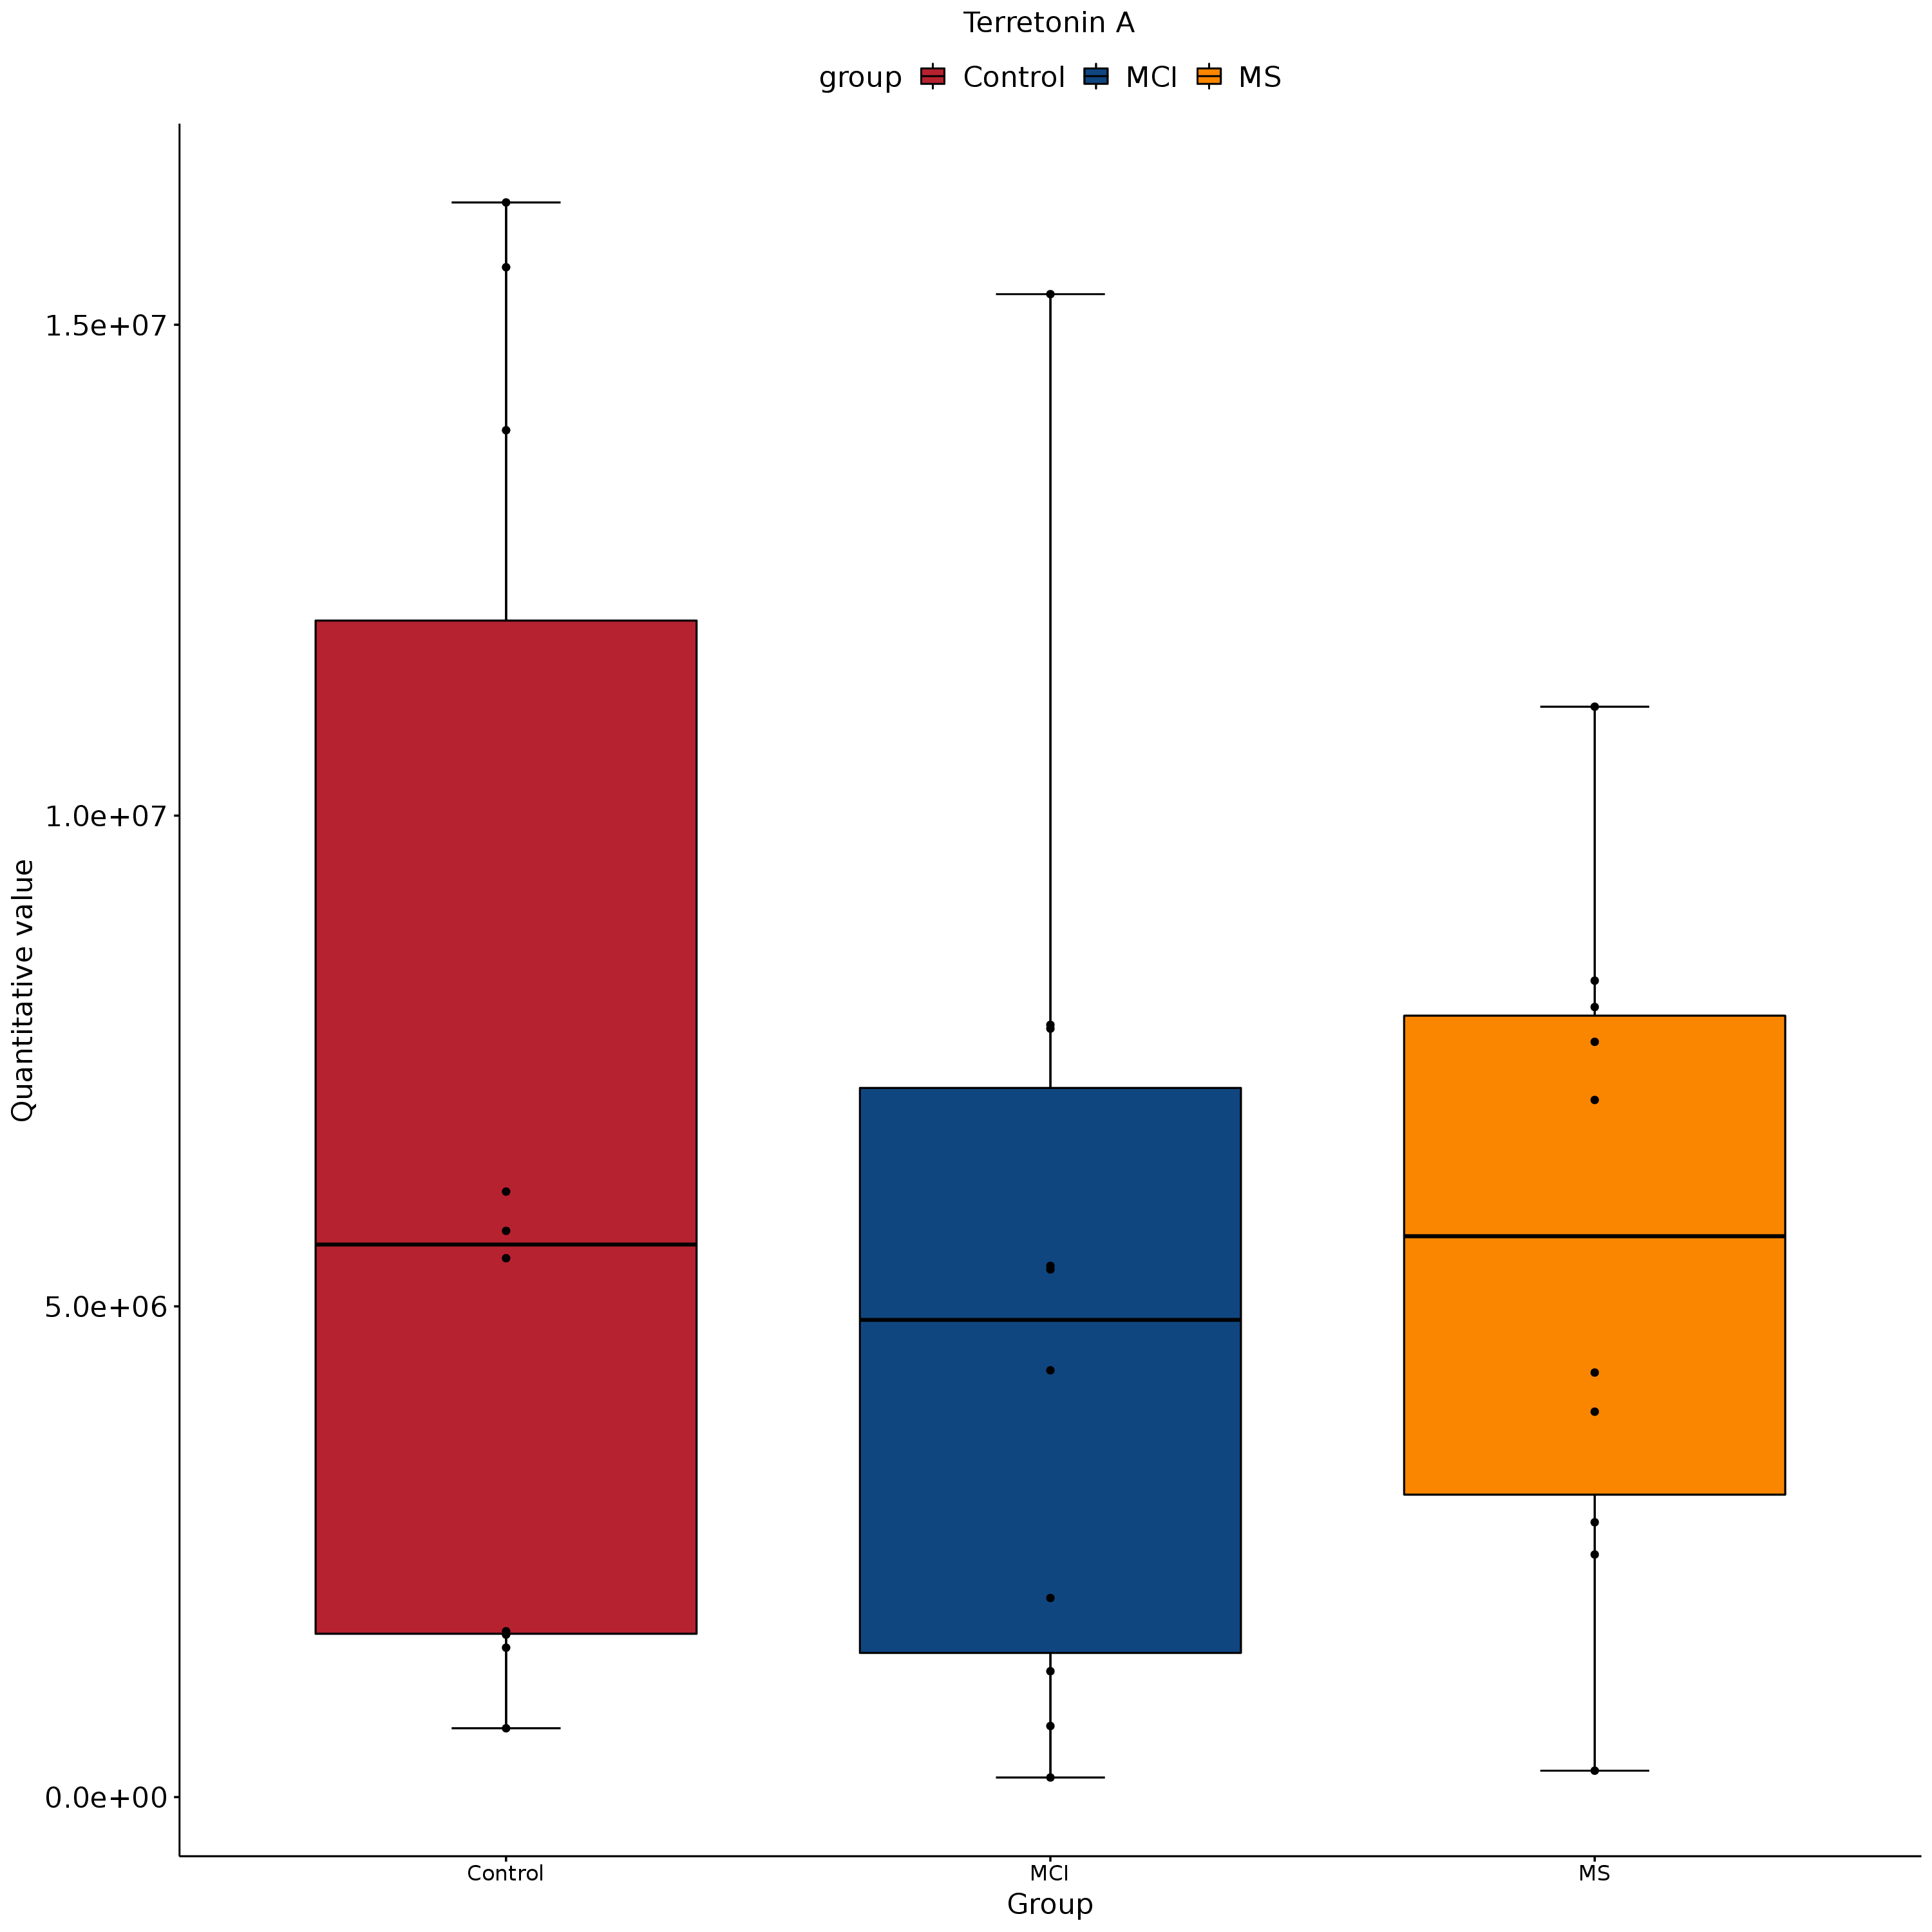 Terretonin A
group Control MCI MS
Quantitative value
1.5e+07
1.0e+07
5.0e+06
0.0e+00
Control MCI MS
Group